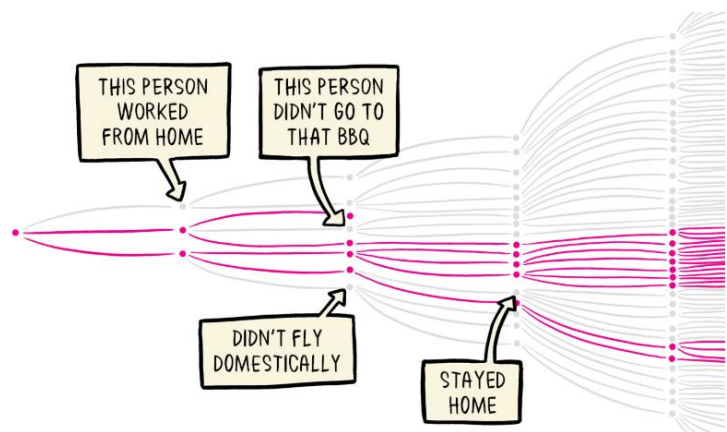 THIS PERSON
WORKED
FROM HOME
THIS PERSON
DIDN'T GO TO
THAT BBQ
DIDN'T FLY
DOMESTICALLY
STAYED
HOME